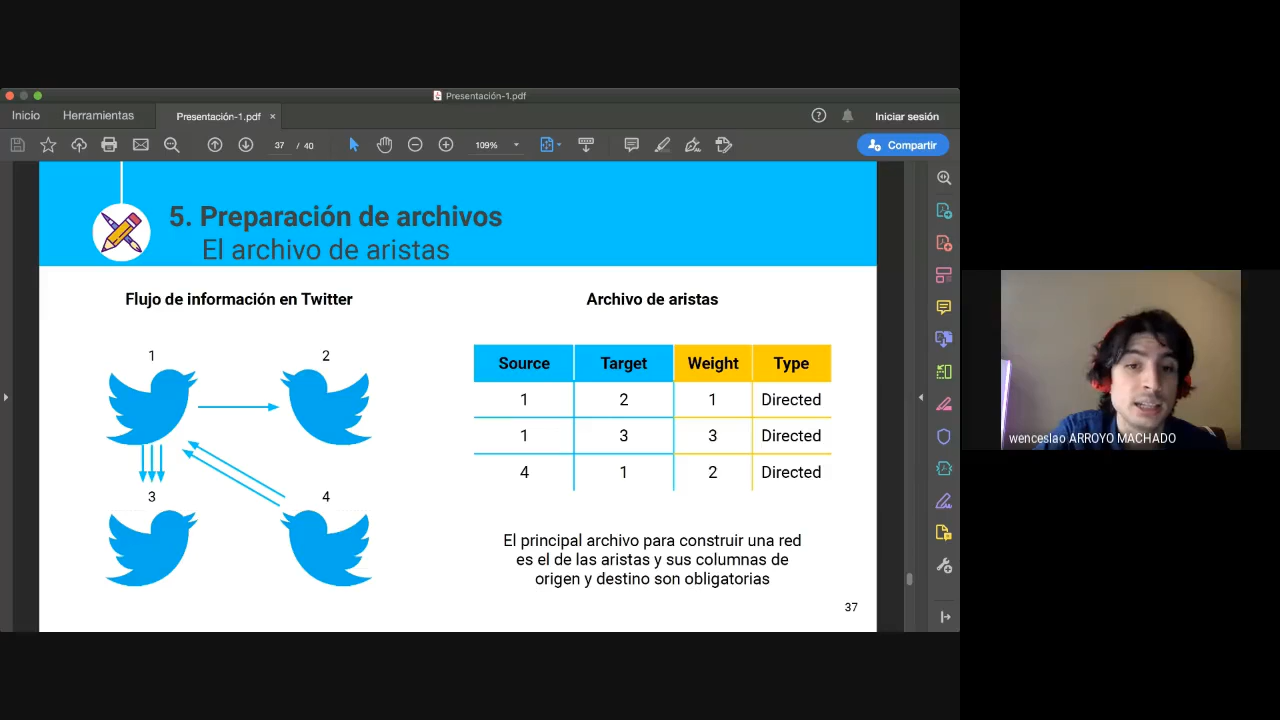 Presentación-1.pdf
Inicio
Herramientas
Presentación-1.pdf ×
Iniciar sesión
37 / 40
109%
Compartir
5. Preparación de archivos
El archivo de aristas
Flujo de información en Twitter
1
2
3
4
Archivo de aristas
Source Target Weight Type
1 2 1 Directed
1 3 3 Directed
4 1 2 Directed
El principal archivo para construir una red
es el de las aristas y sus columnas de
origen y destino son obligatorias
37
wenceslao ARROYO MACHADO